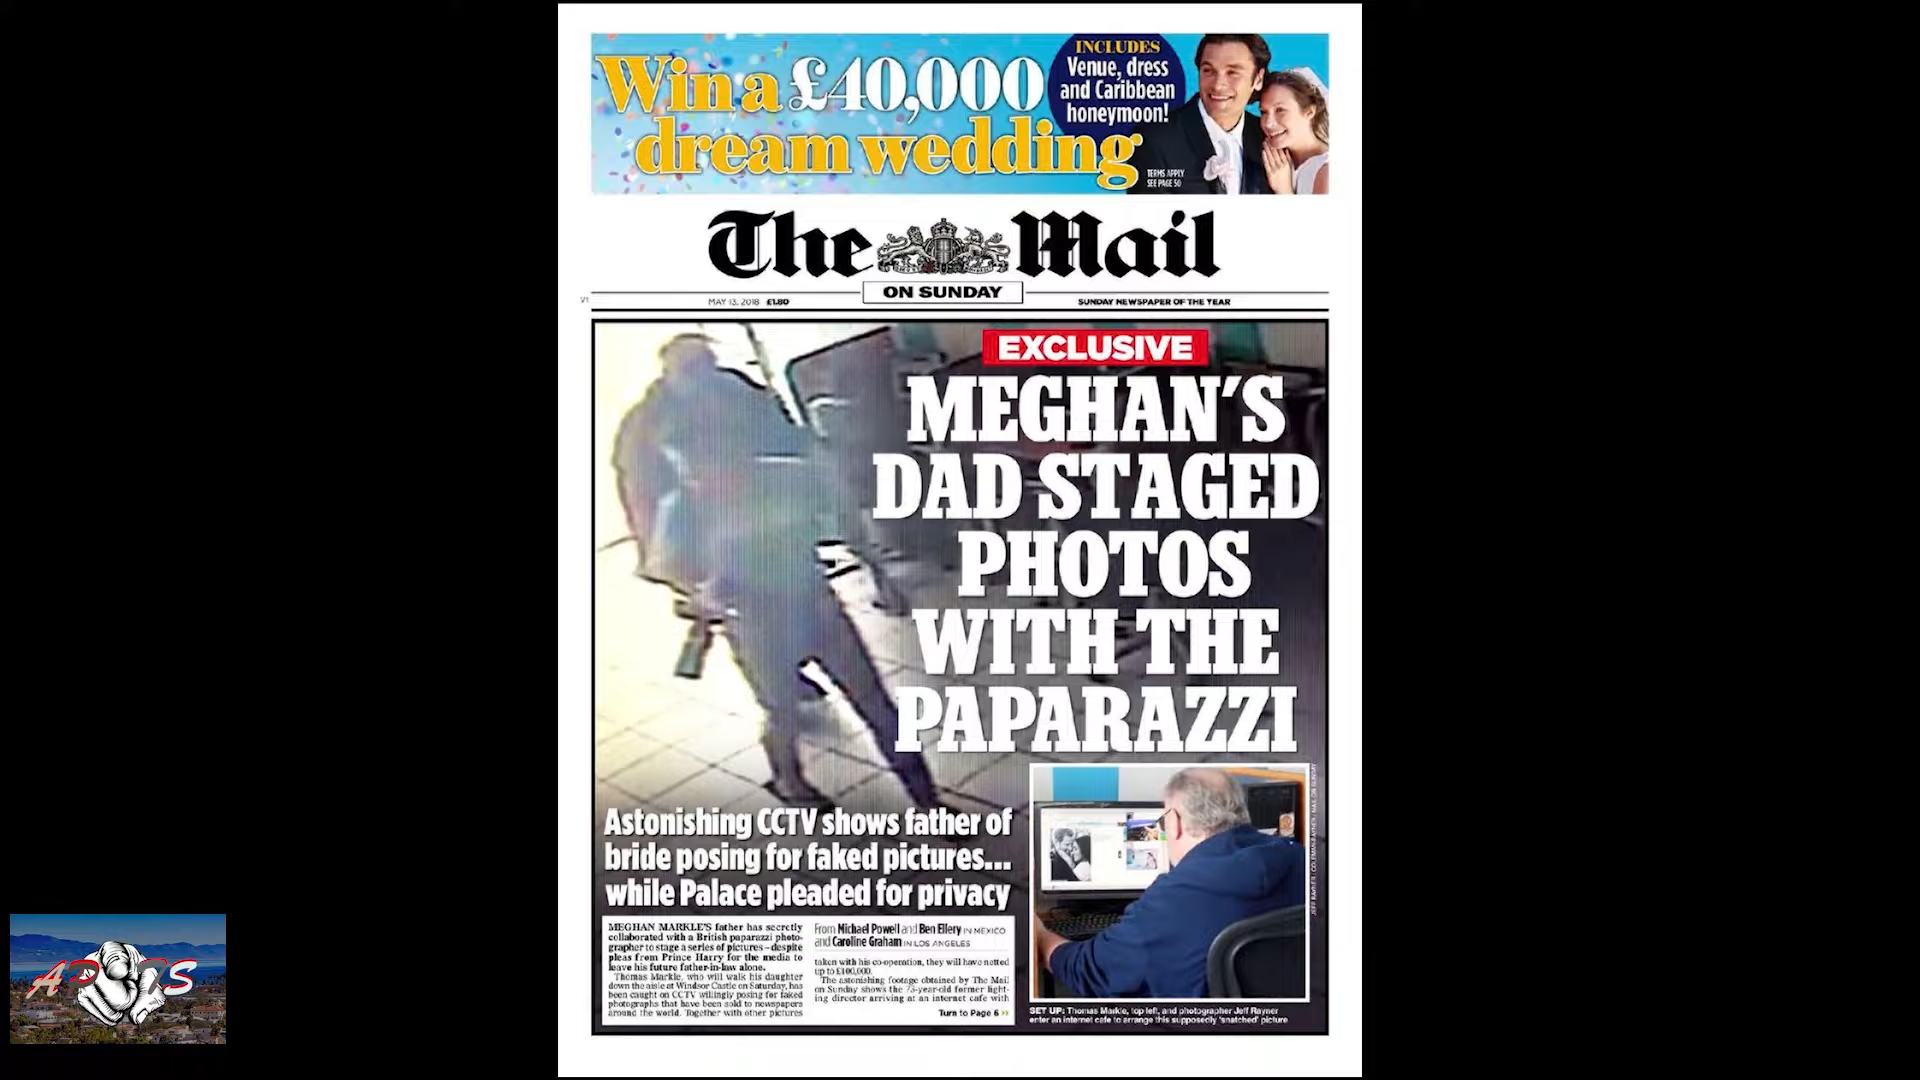 Win a £40,000
dream wedding
INCLUDES
Venue, dress
and Caribbean
honeymoon!
TERMS APPLY
SEE PAGE 50
The Mail
ON SUNDAY
V1
MAY 13, 2018 £1.80
SUNDAY NEWSPAPER OF THE YEAR
EXCLUSIVE
MEGHAN'S
DAD STAGED
PHOTOS
WITH THE
PAPARAZZI
Astonishing CCTV shows father of
bride posing for faked pictures...
while Palace pleaded for privacy
MEGHAN MARKLE'S father has secretly
collaborated with a British paparazzi photo-
grapher to stage a series of pictures – despite
pleas from Prince Harry for the media to
leave his future father-in-law alone.
Thomas Markle, who will walk his daughter
down the aisle at Windsor Castle on Saturday, has
been caught on CCTV willingly posing for faked
photographs that have been sold to newspapers
around the world. Together with other pictures
From Michael Powell and Ben Ellery IN MEXICO
and Caroline Graham IN LOS ANGELES
taken with his co-operation, they will have netted
up to £100,000.
The astonishing footage obtained by The Mail
on Sunday shows the 73-year-old former light-
ing director arriving at an internet cafe with
Turn to Page 6 »
SET UP: Thomas Markle, top left, and photographer Jeff Rayner
enter an internet cafe to arrange this supposedly 'snatched' picture